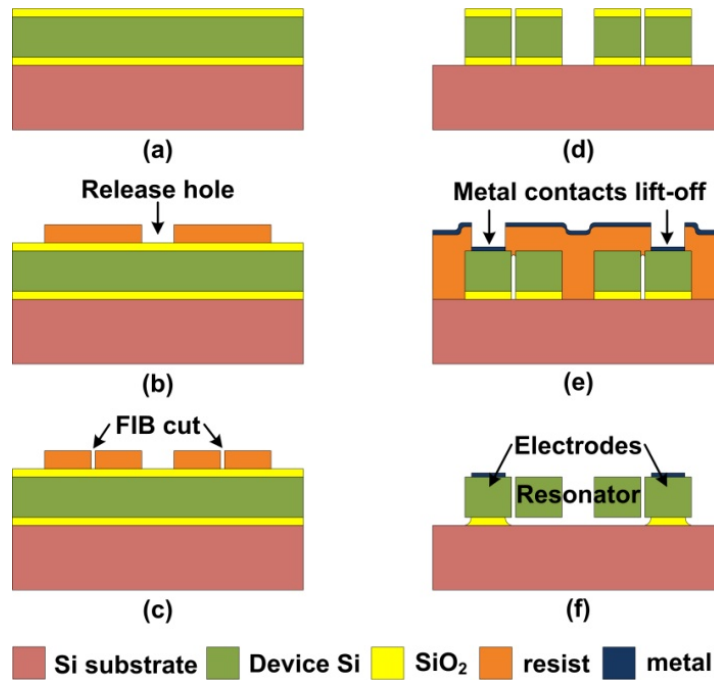 (a)
Release hole
(b)
FIB cut
(c)
(d)
Metal contacts lift-off
(e)
Electrodes
Resonator
(f)
Si substrate Device Si SiO₂ resist metal